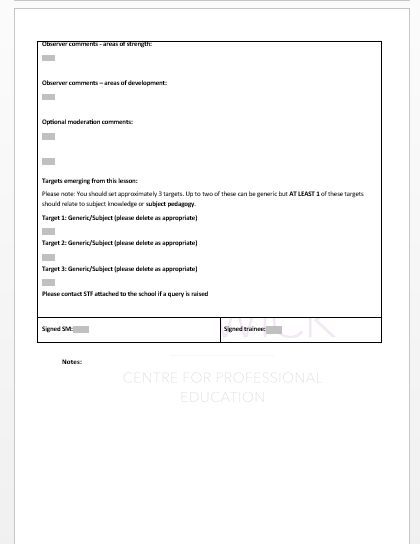 Observer comments - areas of strength:
Observer comments – areas of development:
Optional moderation comments:
Targets emerging from this lesson:
Please note: You should set approximately 3 targets. Up to two of these can be generic but AT LEAST 1 of these targets
should relate to subject knowledge or subject pedagogy.
Target 1: Generic/Subject (please delete as appropriate)
Target 2: Generic/Subject (please delete as appropriate)
Target 3: Generic/Subject (please delete as appropriate)
Please contact STF attached to the school if a query is raised
WICK
Signed SM: Signed trainee:
Notes:
CENTRE FOR PROFESSIONAL
EDUCATION